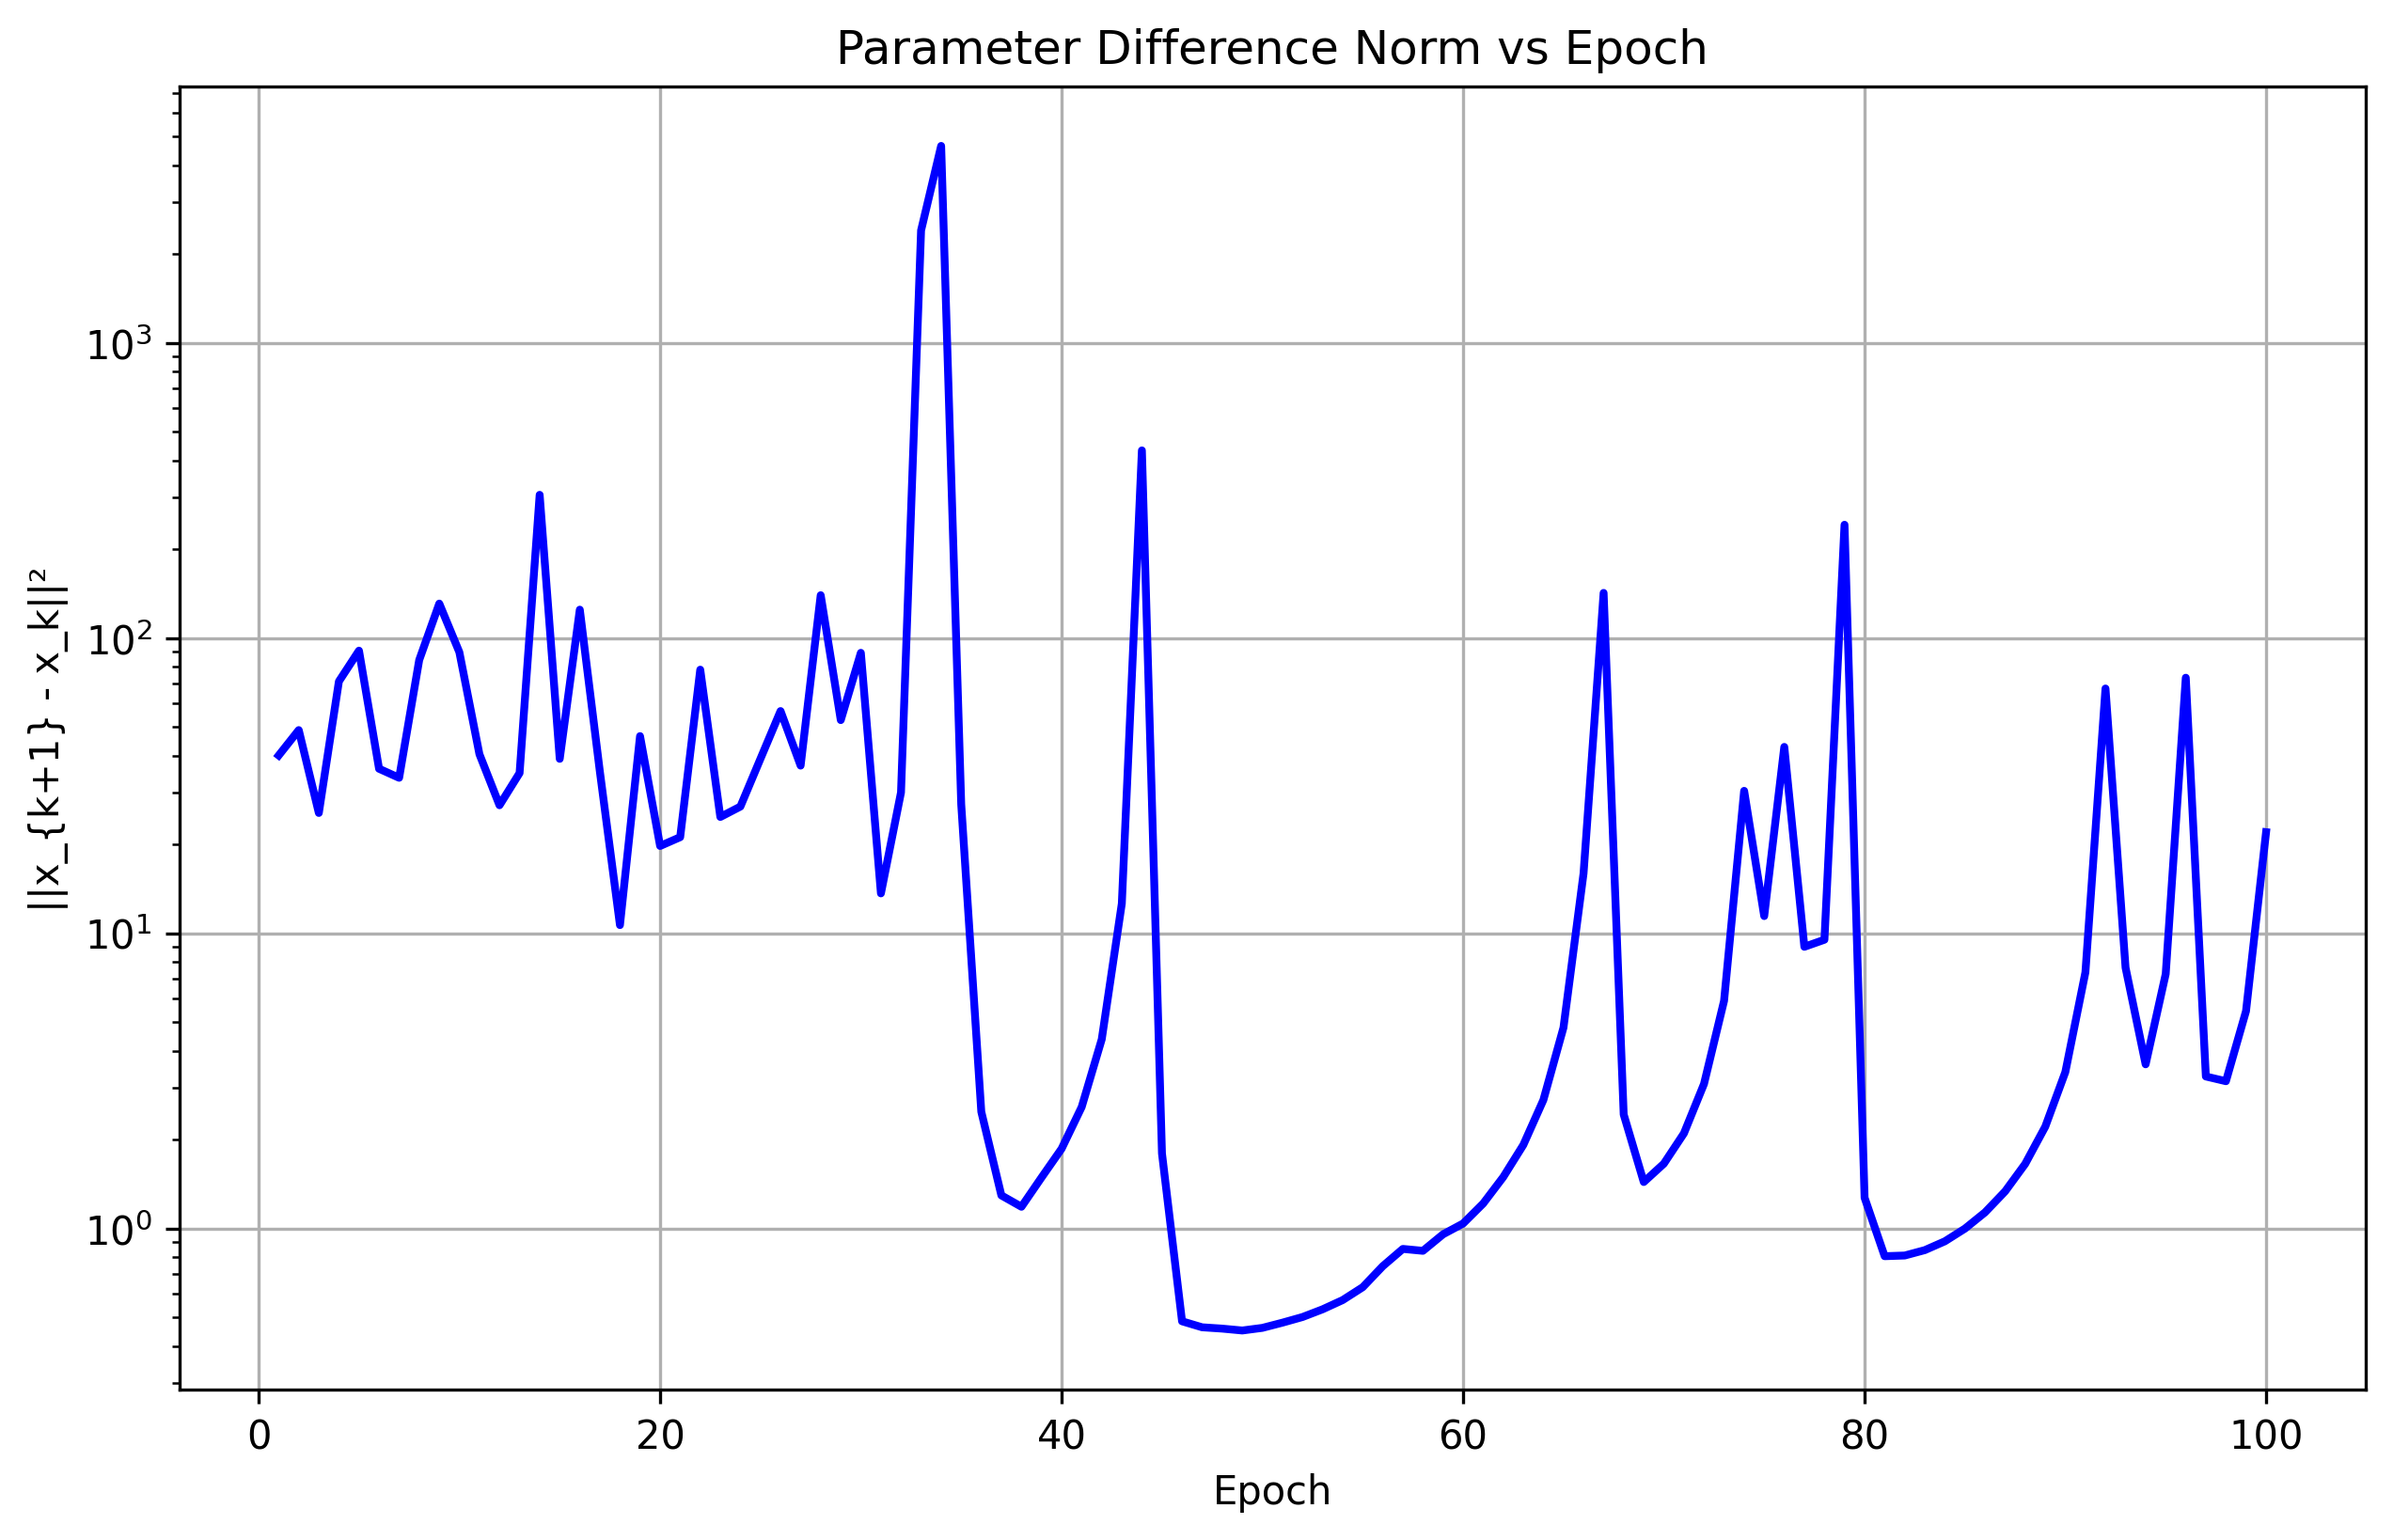 Parameter Difference Norm vs Epoch
||x_{k+1} - x_k||²
10³
10²
10¹
10⁰
0 20 40 60 80 100
Epoch